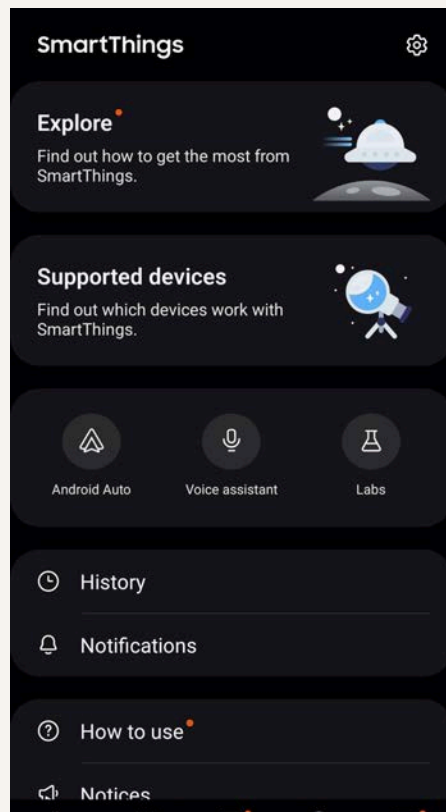 SmartThings
Explore
Find out how to get the most from
SmartThings.
Supported devices
Find out which devices work with
SmartThings.
Android Auto
Voice assistant
Labs
History
Notifications
How to use
Notices